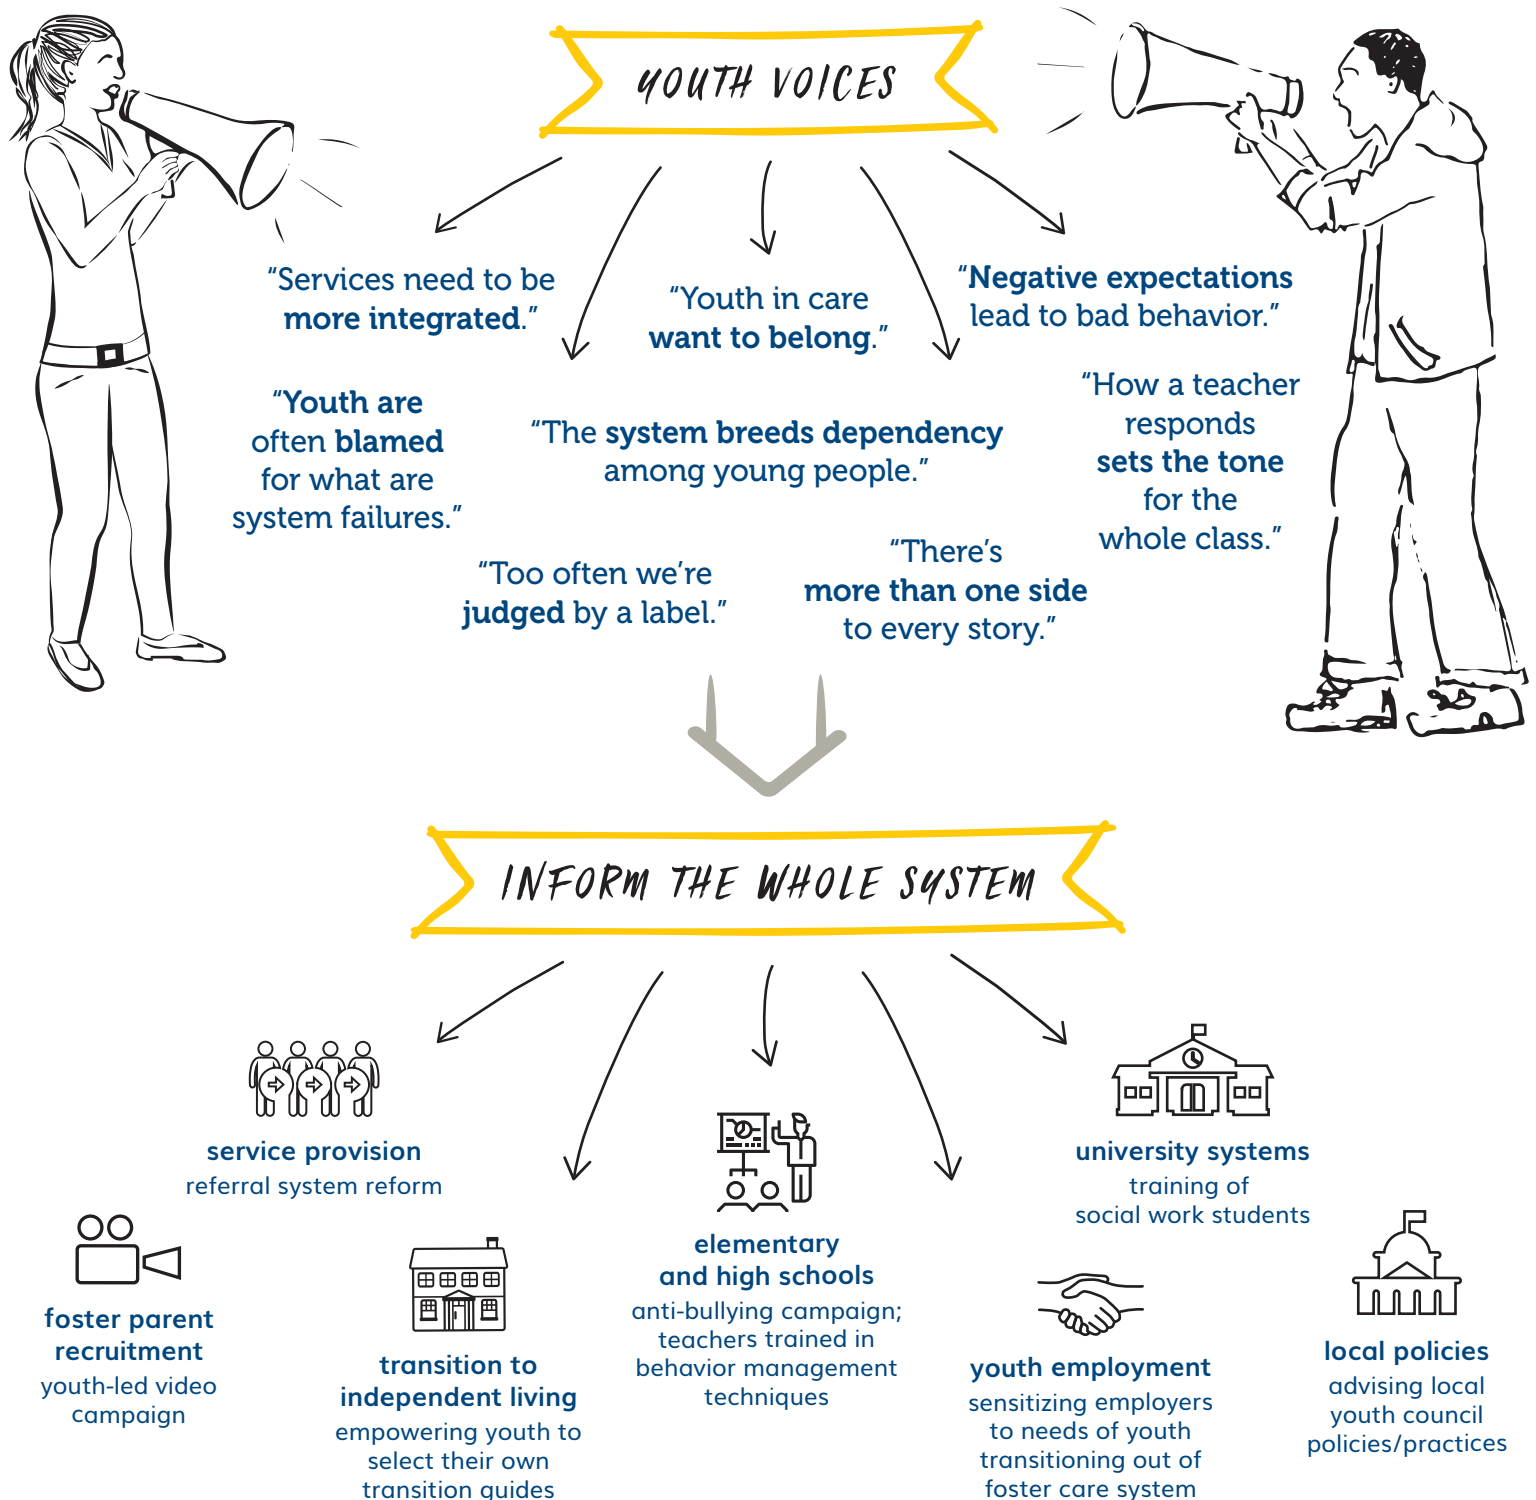 YOUTH VOICES
“Services need to be
more integrated.”
“Youth in care
want to belong.”
“Negative expectations
lead to bad behavior.”
“Youth are
often blamed
for what are
system failures.”
“The system breeds dependency
among young people.”
“How a teacher
responds
sets the tone
for the
whole class.”
“Too often we’re
judged by a label.”
“There’s
more than one side
to every story.”
INFORM THE WHOLE SYSTEM
service provision
referral system reform
university systems
training of
social work students
foster parent
recruitment
youth-led video
campaign
transition to
independent living
empowering youth to
select their own
transition guides
elementary
and high schools
anti-bullying campaign;
teachers trained in
behavior management
techniques
youth employment
sensitizing employers
to needs of youth
transitioning out of
foster care system
local policies
advising local
youth council
policies/practices